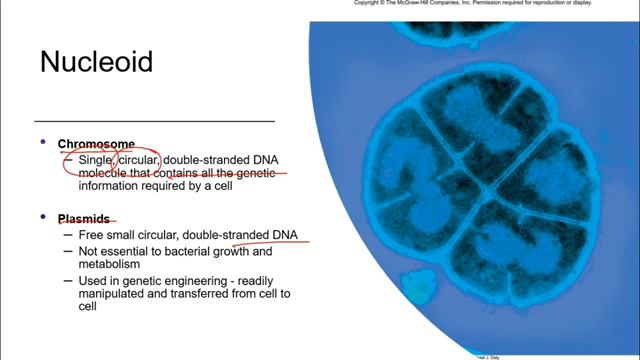 Copyright © The McGraw-Hill Companies, Inc. Permission required for reproduction or display.
Nucleoid
• Chromosome
– Single, circular, double-stranded DNA
molecule that contains all the genetic
information required by a cell
• Plasmids
– Free small circular, double-stranded DNA
– Not essential to bacterial growth and
metabolism
– Used in genetic engineering - readily
manipulated and transferred from cell to
cell
ael J. Daly